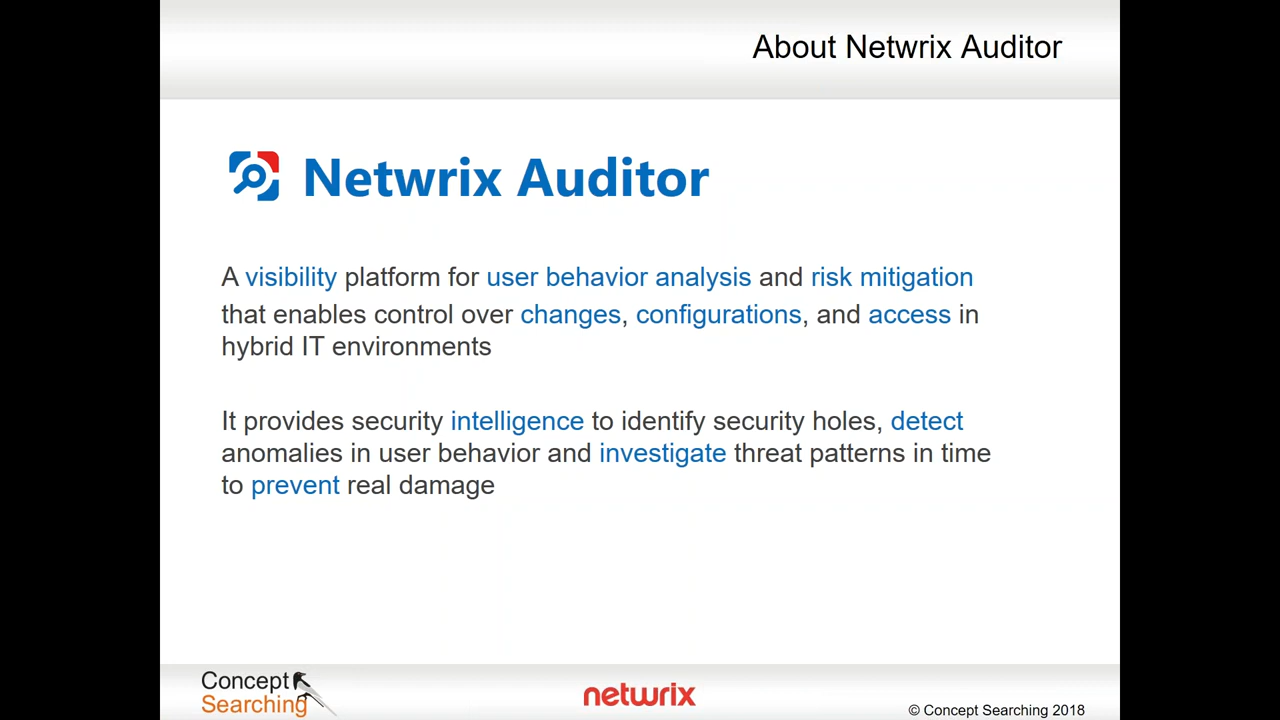 About Netwrix Auditor
Netwrix Auditor
A visibility platform for user behavior analysis and risk mitigation
that enables control over changes, configurations, and access in
hybrid IT environments
It provides security intelligence to identify security holes, detect
anomalies in user behavior and investigate threat patterns in time
to prevent real damage
Concept
Searching
netwrix
© Concept Searching 2018